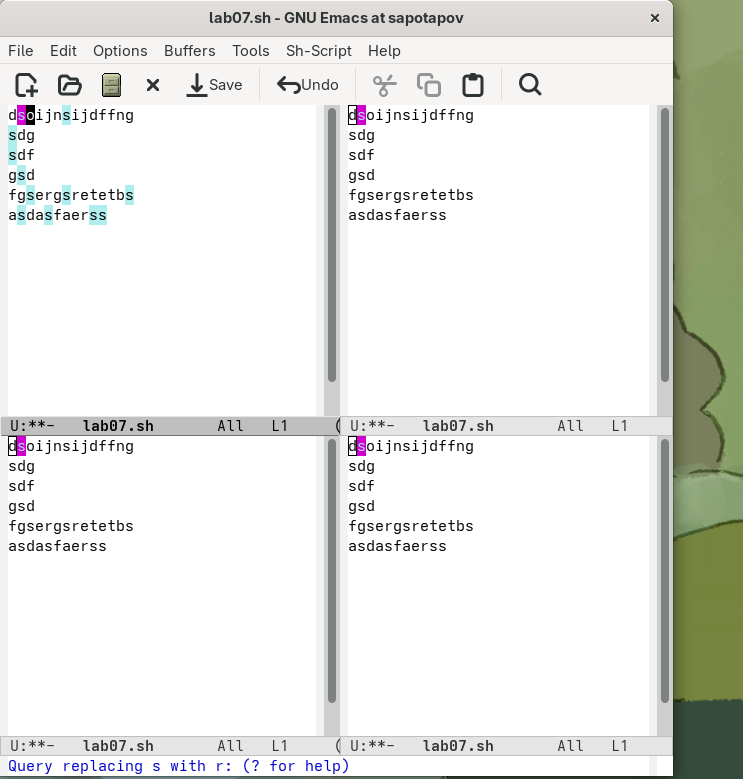 lab07.sh - GNU Emacs at sapotapov
File Edit Options Buffers Tools Sh-Script Help
Save Undo
dsoijnsijdffng
sdg
sdf
gsd
fgsergsretetbs
asdasfaerss
U:**- lab07.sh All L1 (
dsoijnsijdffng
sdg
sdf
gsd
fgsergsretetbs
asdasfaerss
U:**- lab07.sh All L1
dsoijnsijdffng
sdg
sdf
gsd
fgsergsretetbs
asdasfaerss
U:**- lab07.sh All L1 (
dsoijnsijdffng
sdg
sdf
gsd
fgsergsretetbs
asdasfaerss
U:**- lab07.sh All L1
Query replacing s with r: (? for help)